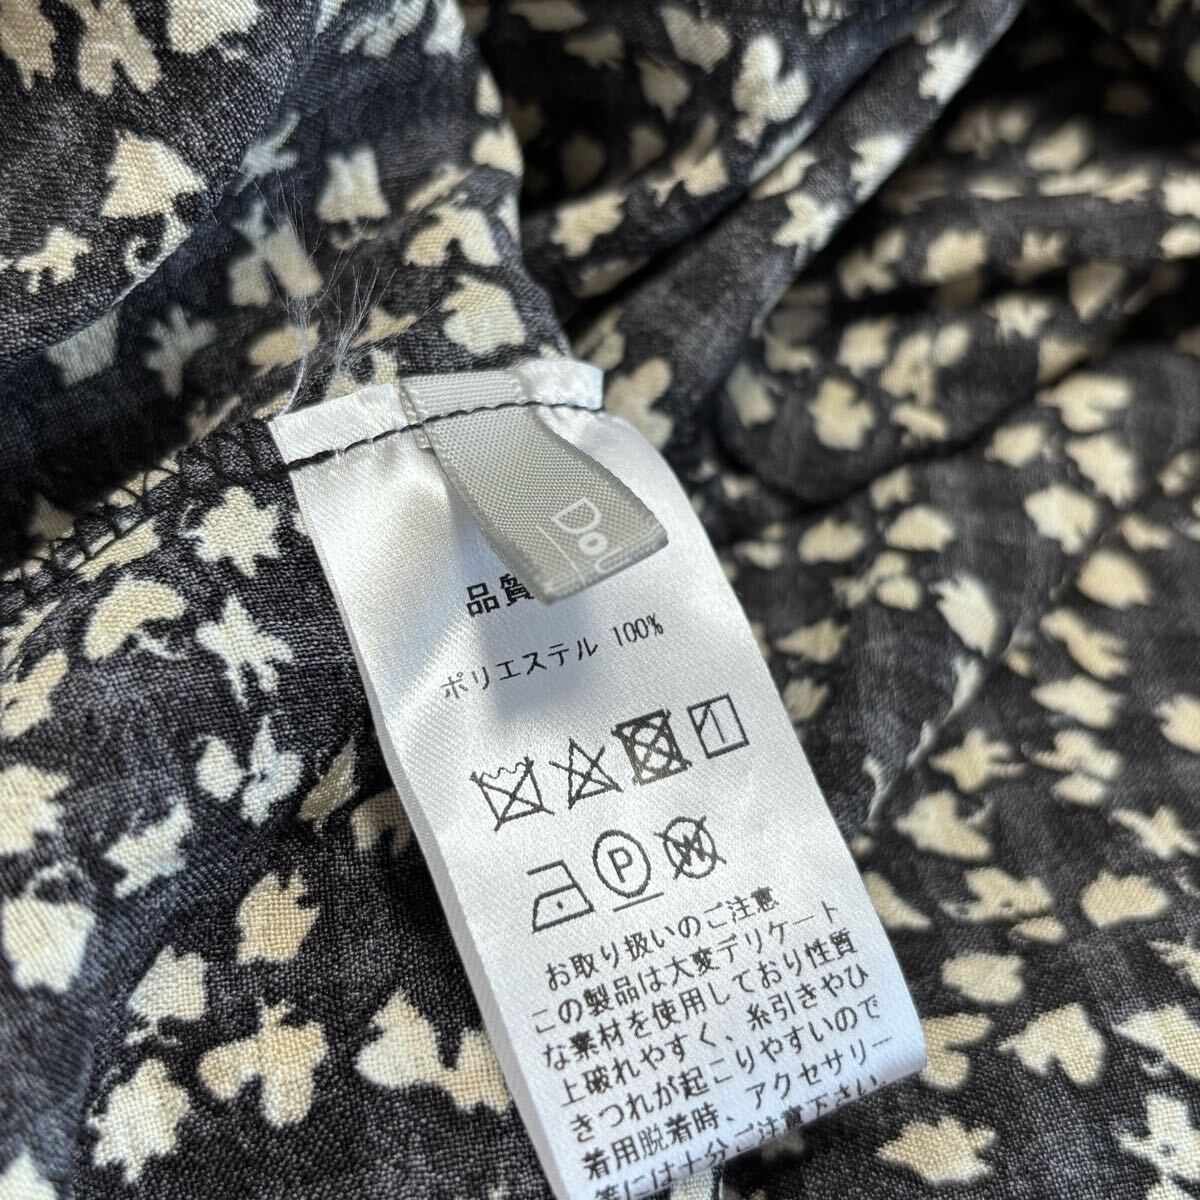 Do
品質
ポリエステル 100%
P
W
お取り扱いのご注意
この製品は大変デリケート
な素材を使用しており性質
上破れやすく、糸引きやひ
きつれが起こりやすいので
着用脱着時、アクセサリー
等には十分ご注意下さい。